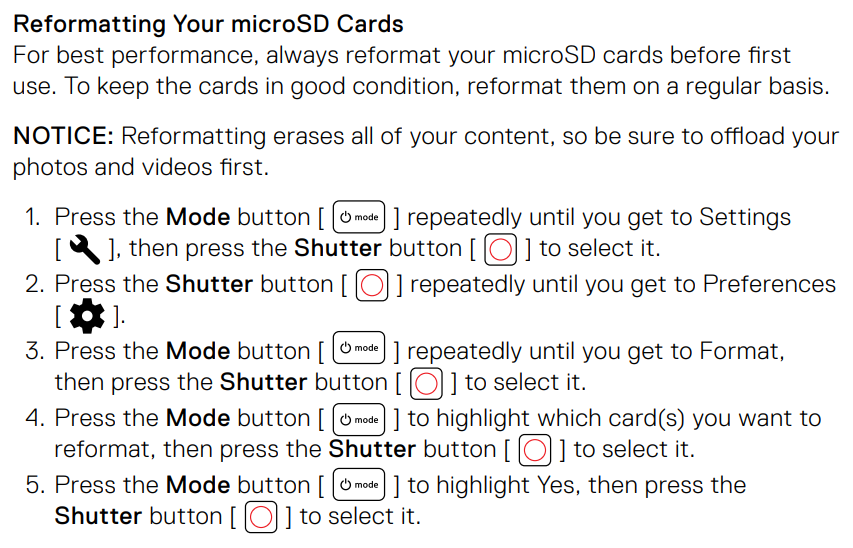 Reformatting Your microSD Cards
For best performance, always reformat your microSD cards before first
use. To keep the cards in good condition, reformat them on a regular basis.
NOTICE: Reformatting erases all of your content, so be sure to offload your
photos and videos first.
1. Press the Mode button [ mode ] repeatedly until you get to Settings
[ ], then press the Shutter button [ ] to select it.
2. Press the Shutter button [ ] repeatedly until you get to Preferences
[ ].
3. Press the Mode button [ mode ] repeatedly until you get to Format,
then press the Shutter button [ ] to select it.
4. Press the Mode button [ mode ] to highlight which card(s) you want to
reformat, then press the Shutter button [ ] to select it.
5. Press the Mode button [ mode ] to highlight Yes, then press the
Shutter button [ ] to select it.